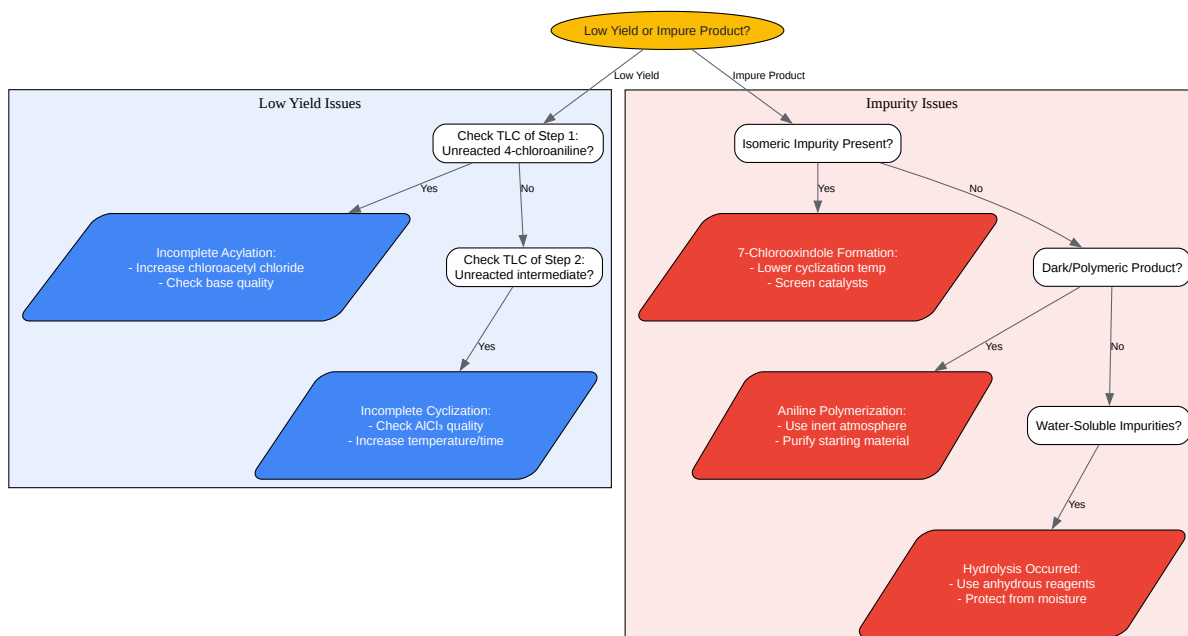 Low Yield or Impure Product?
Low Yield
Impure Product
Low Yield Issues
Check TLC of Step 1:
Unreacted 4-chloroaniline?
Yes
No
Incomplete Acylation:
- Increase chloroacetyl chloride
- Check base quality
Check TLC of Step 2:
Unreacted intermediate?
Yes
Incomplete Cyclization:
- Check AlCl₃ quality
- Increase temperature/time
Impurity Issues
Isomeric Impurity Present?
Yes
No
7-Chlorooxindole Formation:
- Lower cyclization temp
- Screen catalysts
Dark/Polymeric Product?
Yes
No
Aniline Polymerization:
- Use inert atmosphere
- Purify starting material
Water-Soluble Impurities?
Yes
Hydrolysis Occurred:
- Use anhydrous reagents
- Protect from moisture